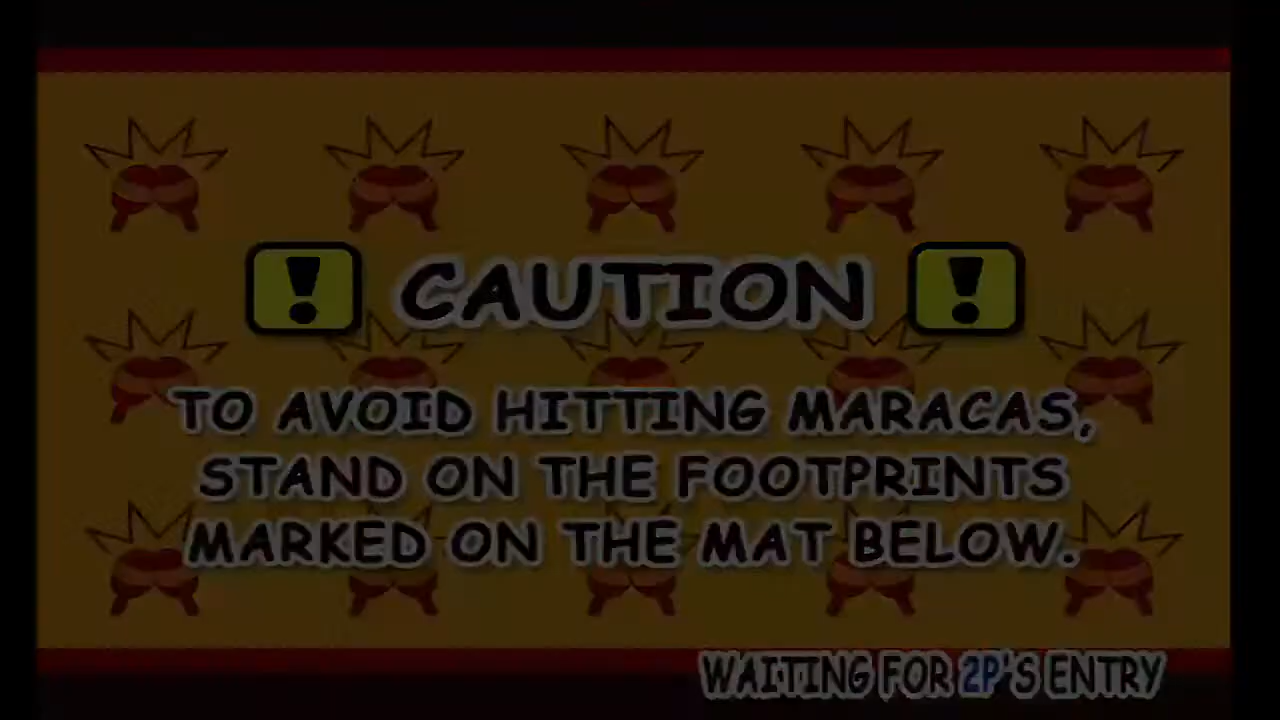 ! CAUTION !
TO AVOID HITTING MARACAS,
STAND ON THE FOOTPRINTS
MARKED ON THE MAT BELOW.
WAITING FOR 2P'S ENTRY